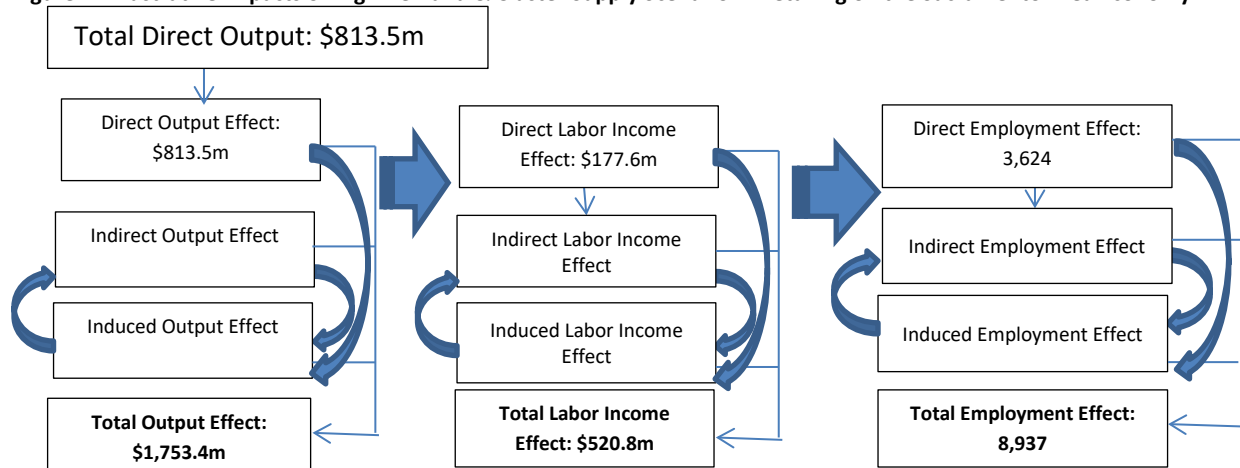 Total Direct Output: $813.5m
Direct Output Effect:
$813.5m
Indirect Output Effect
Induced Output Effect
Total Output Effect:
$1,753.4m
Direct Labor Income
Effect: $177.6m
Indirect Labor Income
Effect
Induced Labor Income
Effect
Total Labor Income
Effect: $520.8m
Direct Employment Effect:
3,624
Indirect Employment Effect
Induced Employment Effect
Total Employment Effect:
8,937